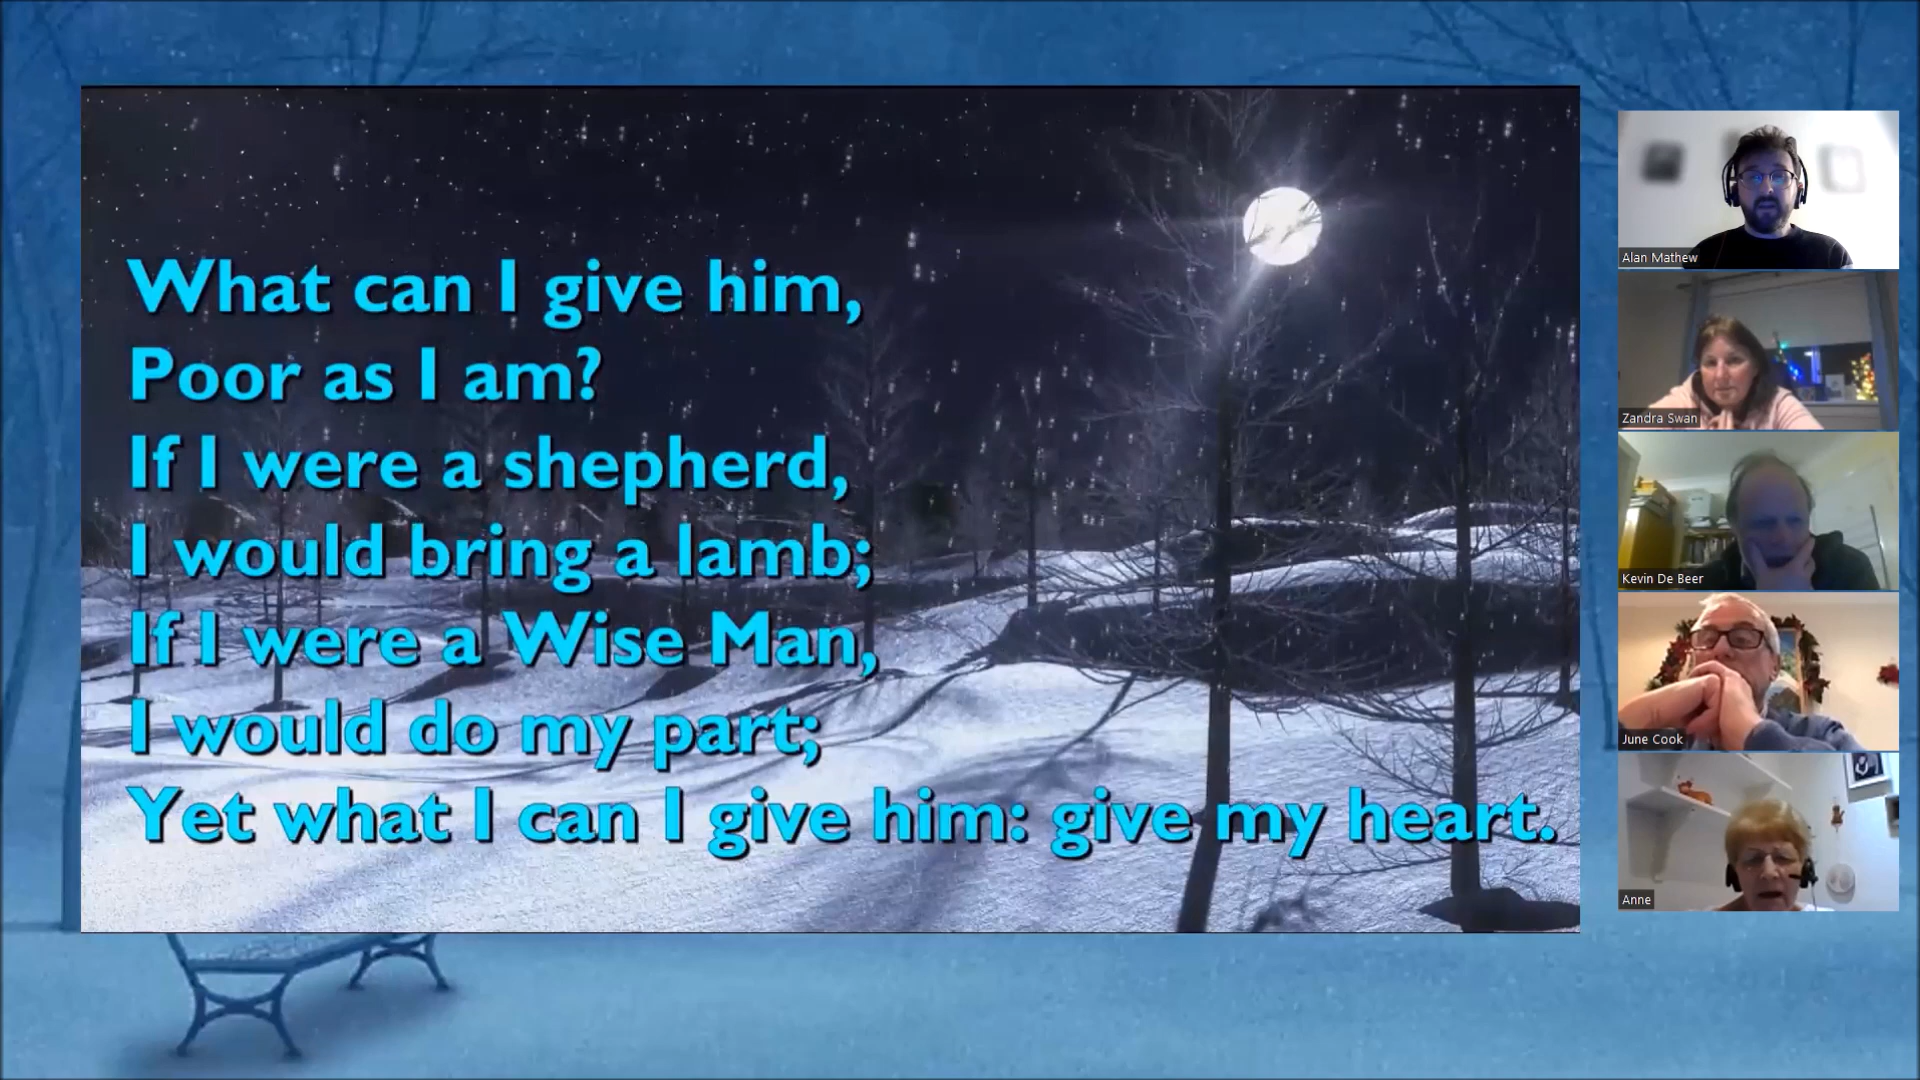 What can I give him,
Poor as I am?
If I were a shepherd,
I would bring a lamb;
If I were a Wise Man,
I would do my part;
Yet what I can I give him: give my heart.
Alan Mathew
Zandra Swan
Kevin De Beer
June Cook
Anne